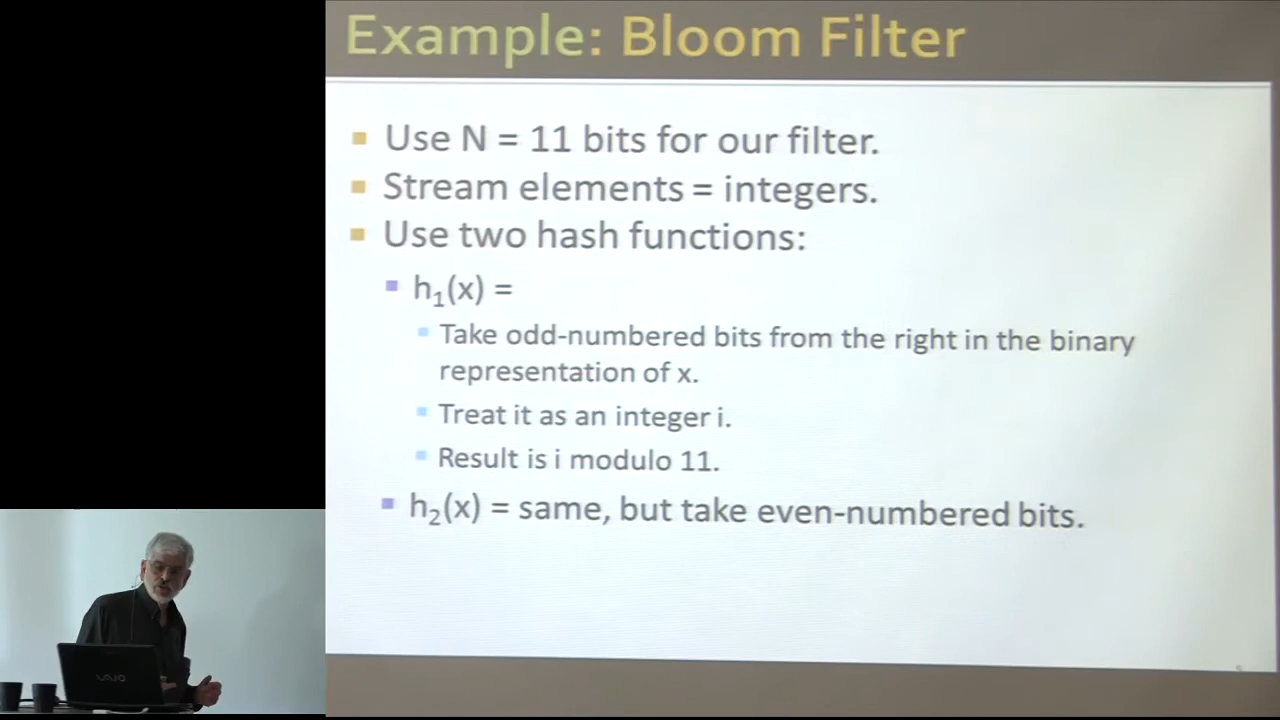 Example: Bloom Filter
Use N = 11 bits for our filter.
Stream elements = integers.
Use two hash functions:
h₁(x) =
Take odd-numbered bits from the right in the binary
representation of x.
Treat it as an integer i.
Result is i modulo 11.
h₂(x) = same, but take even-numbered bits.
VAIO